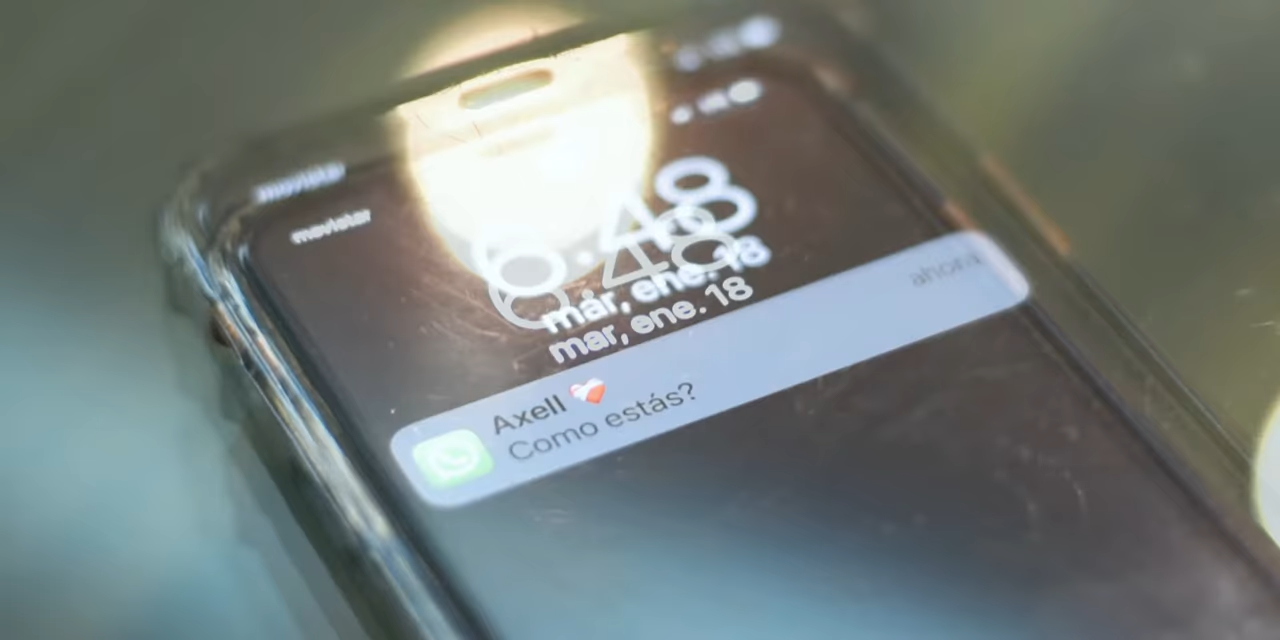 movistar
6:48
mar, ene. 18
ahora
Axell ❤️‍🩹
Como estás?